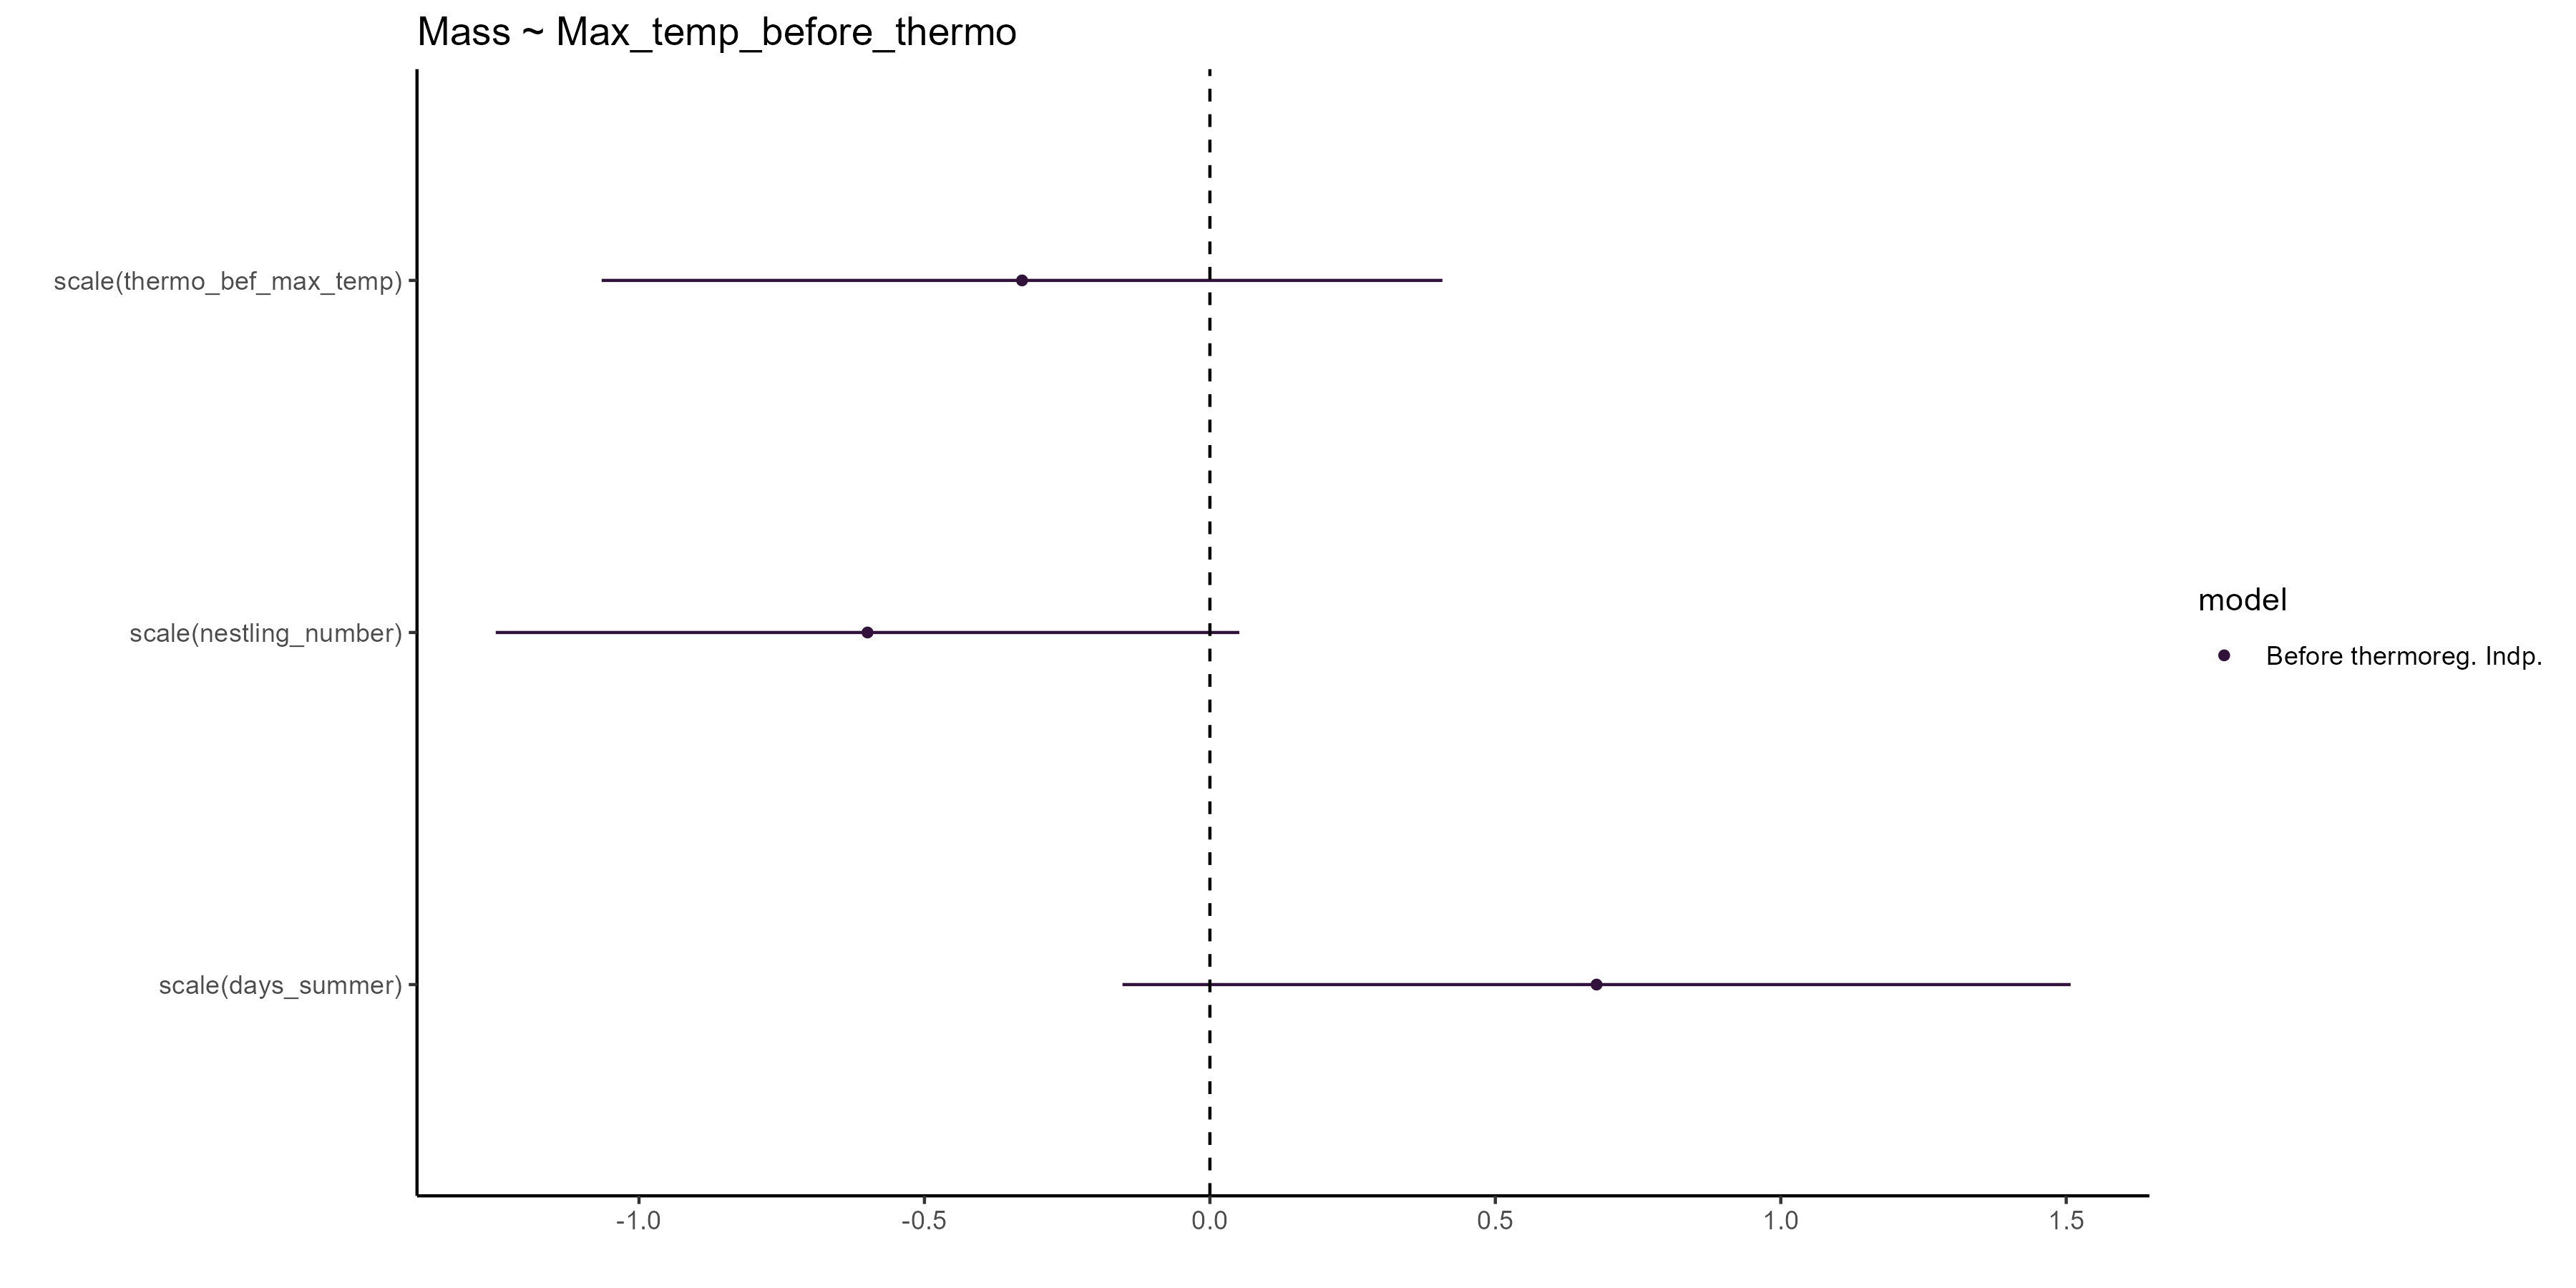 Mass ~ Max_temp_before_thermo
scale(thermo_bef_max_temp)
scale(nestling_number)
scale(days_summer)
-1.0
-0.5
0.0
0.5
1.0
1.5
model
Before thermoreg. Indp.